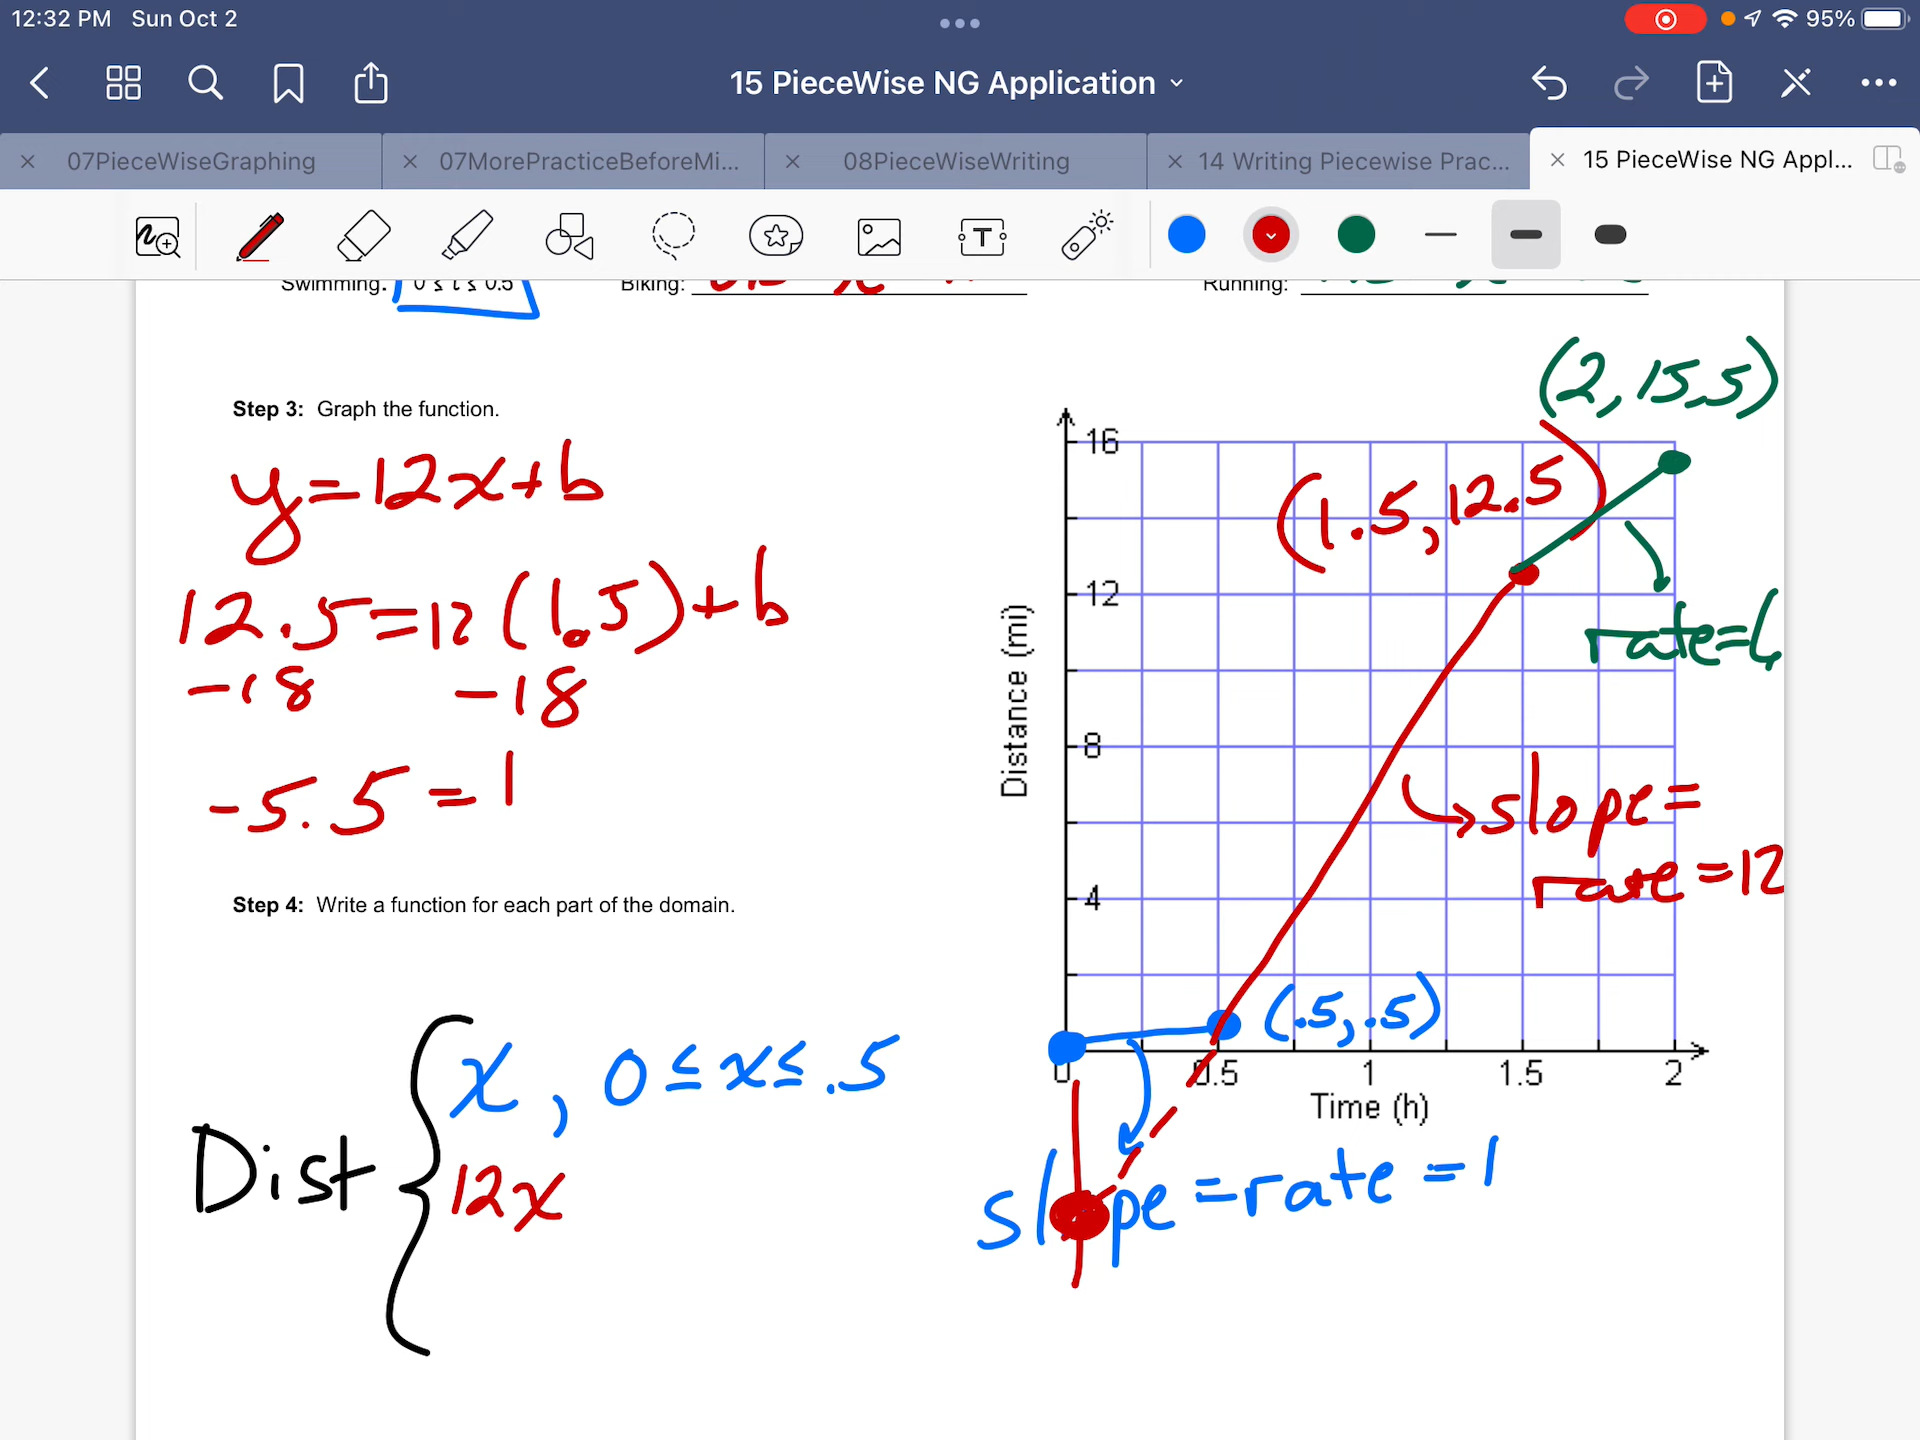 12:32 PM Sun Oct 2
95%
15 PieceWise NG Application
07PieceWiseGraphing
07MorePracticeBeforeMi...
08PieceWiseWriting
14 Writing Piecewise Prac...
15 PieceWise NG Appl...
Swimming: 0 ≤ t ≤ 0.5 Biking: Running:
Step 3: Graph the function.
y=12x+b
12.5=12(1.5)+b
-18 -18
-5.5=
Step 4: Write a function for each part of the domain.
Dist {
x, 0≤x≤.5
12x
(2,15.5)
(1.5,12.5)
rate=6
slope=
rate=12
(.5,.5)
slope=rate=1
Distance (mi)
16
12
8
4
0 0.5 1 1.5 2
Time (h)